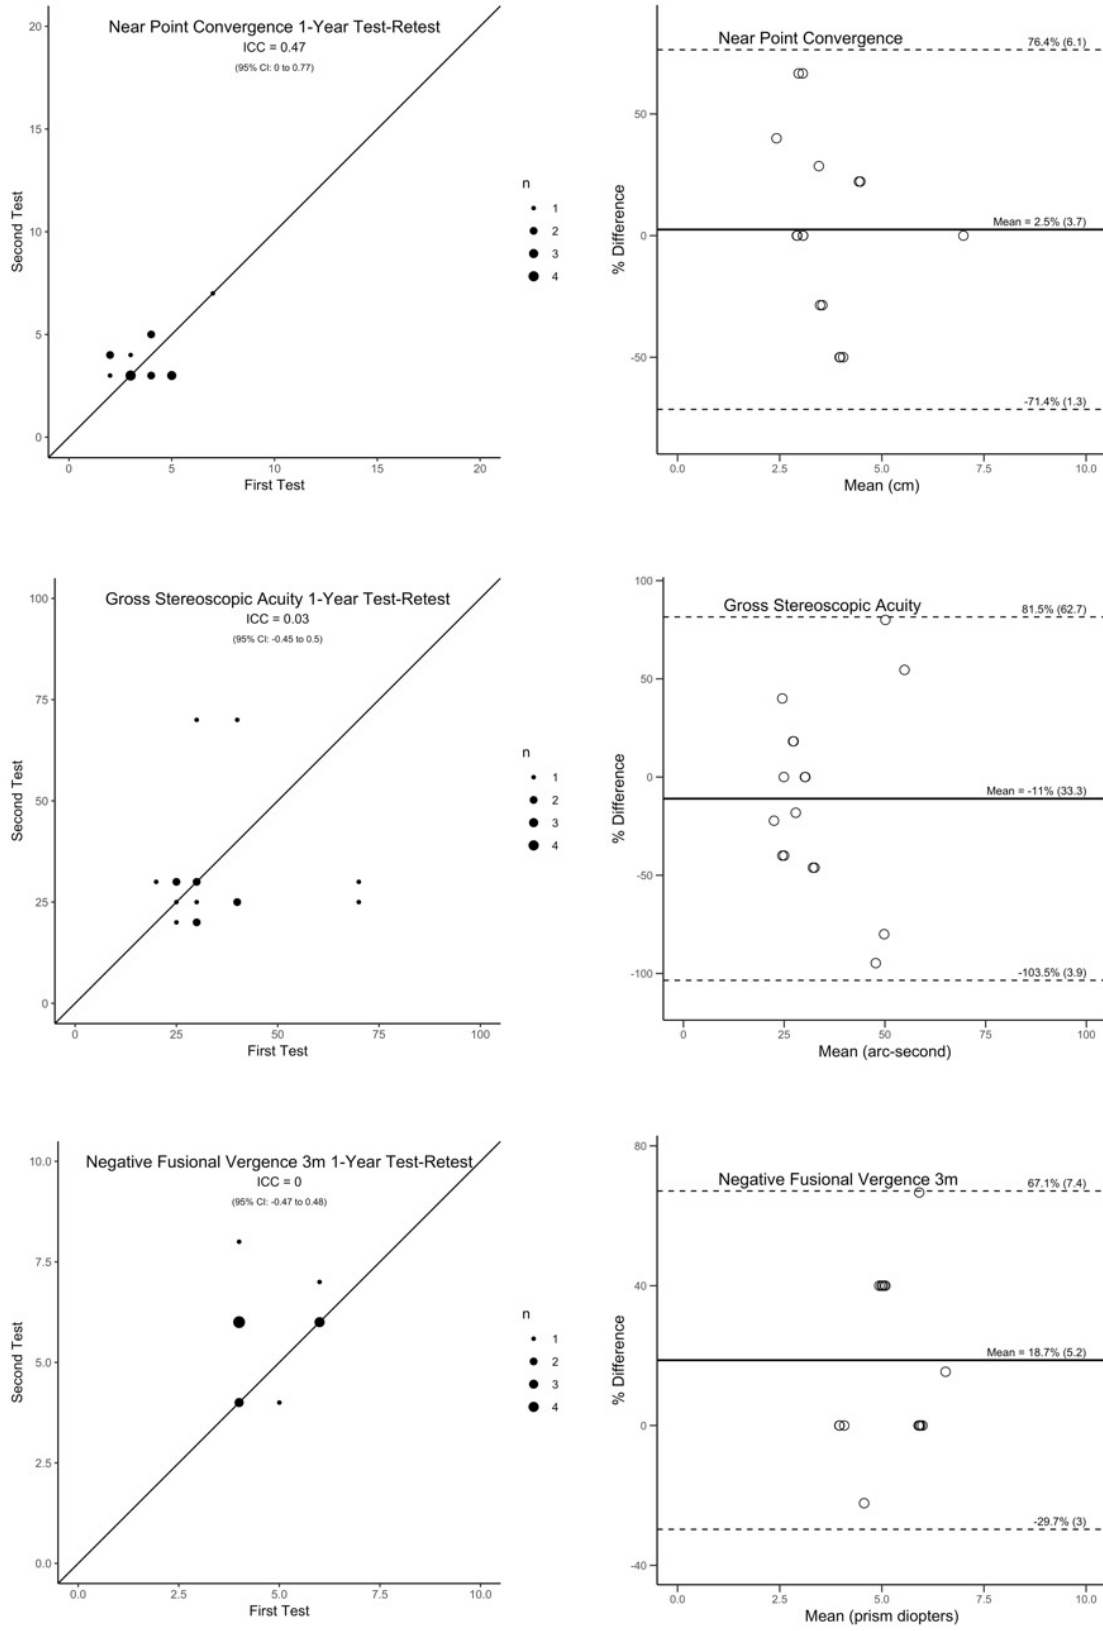 Near Point Convergence 1-Year Test-Retest
ICC = 0.47
(95% CI: 0 to 0.77)
20
15
10
5
0
Second Test
0 5 10 15 20
First Test
n
1
2
3
4
Near Point Convergence
76.4% (6.1)
Mean = 2.5% (3.7)
-71.4% (1.3)
50
0
-50
% Difference
0.0 2.5 5.0 7.5 10.0
Mean (cm)
Gross Stereoscopic Acuity 1-Year Test-Retest
ICC = 0.03
(95% CI: -0.45 to 0.5)
100
75
50
25
0
Second Test
0 25 50 75 100
First Test
n
1
2
3
4
Gross Stereoscopic Acuity
81.5% (62.7)
Mean = -11% (33.3)
-103.5% (3.9)
100
50
0
-50
-100
% Difference
0 25 50 75 100
Mean (arc-second)
Negative Fusional Vergence 3m 1-Year Test-Retest
ICC = 0
(95% CI: -0.47 to 0.48)
10.0
7.5
5.0
2.5
0.0
Second Test
0.0 2.5 5.0 7.5 10.0
First Test
n
1
2
3
4
Negative Fusional Vergence 3m
67.1% (7.4)
Mean = 18.7% (5.2)
-29.7% (3)
80
40
0
-40
% Difference
0.0 2.5 5.0 7.5 10.0
Mean (prism diopters)